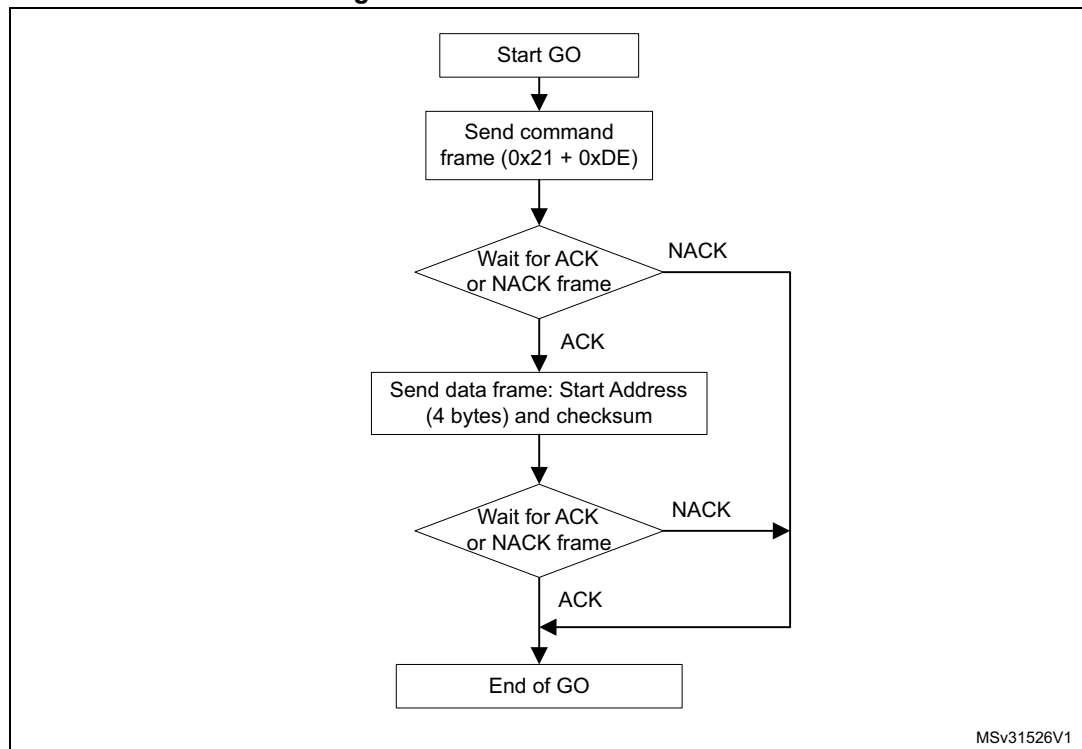 Start GO
Send command
frame (0x21 + 0xDE)
Wait for ACK
or NACK frame
NACK
ACK
Send data frame: Start Address
(4 bytes) and checksum
Wait for ACK
or NACK frame
NACK
ACK
End of GO
MSv31526V1